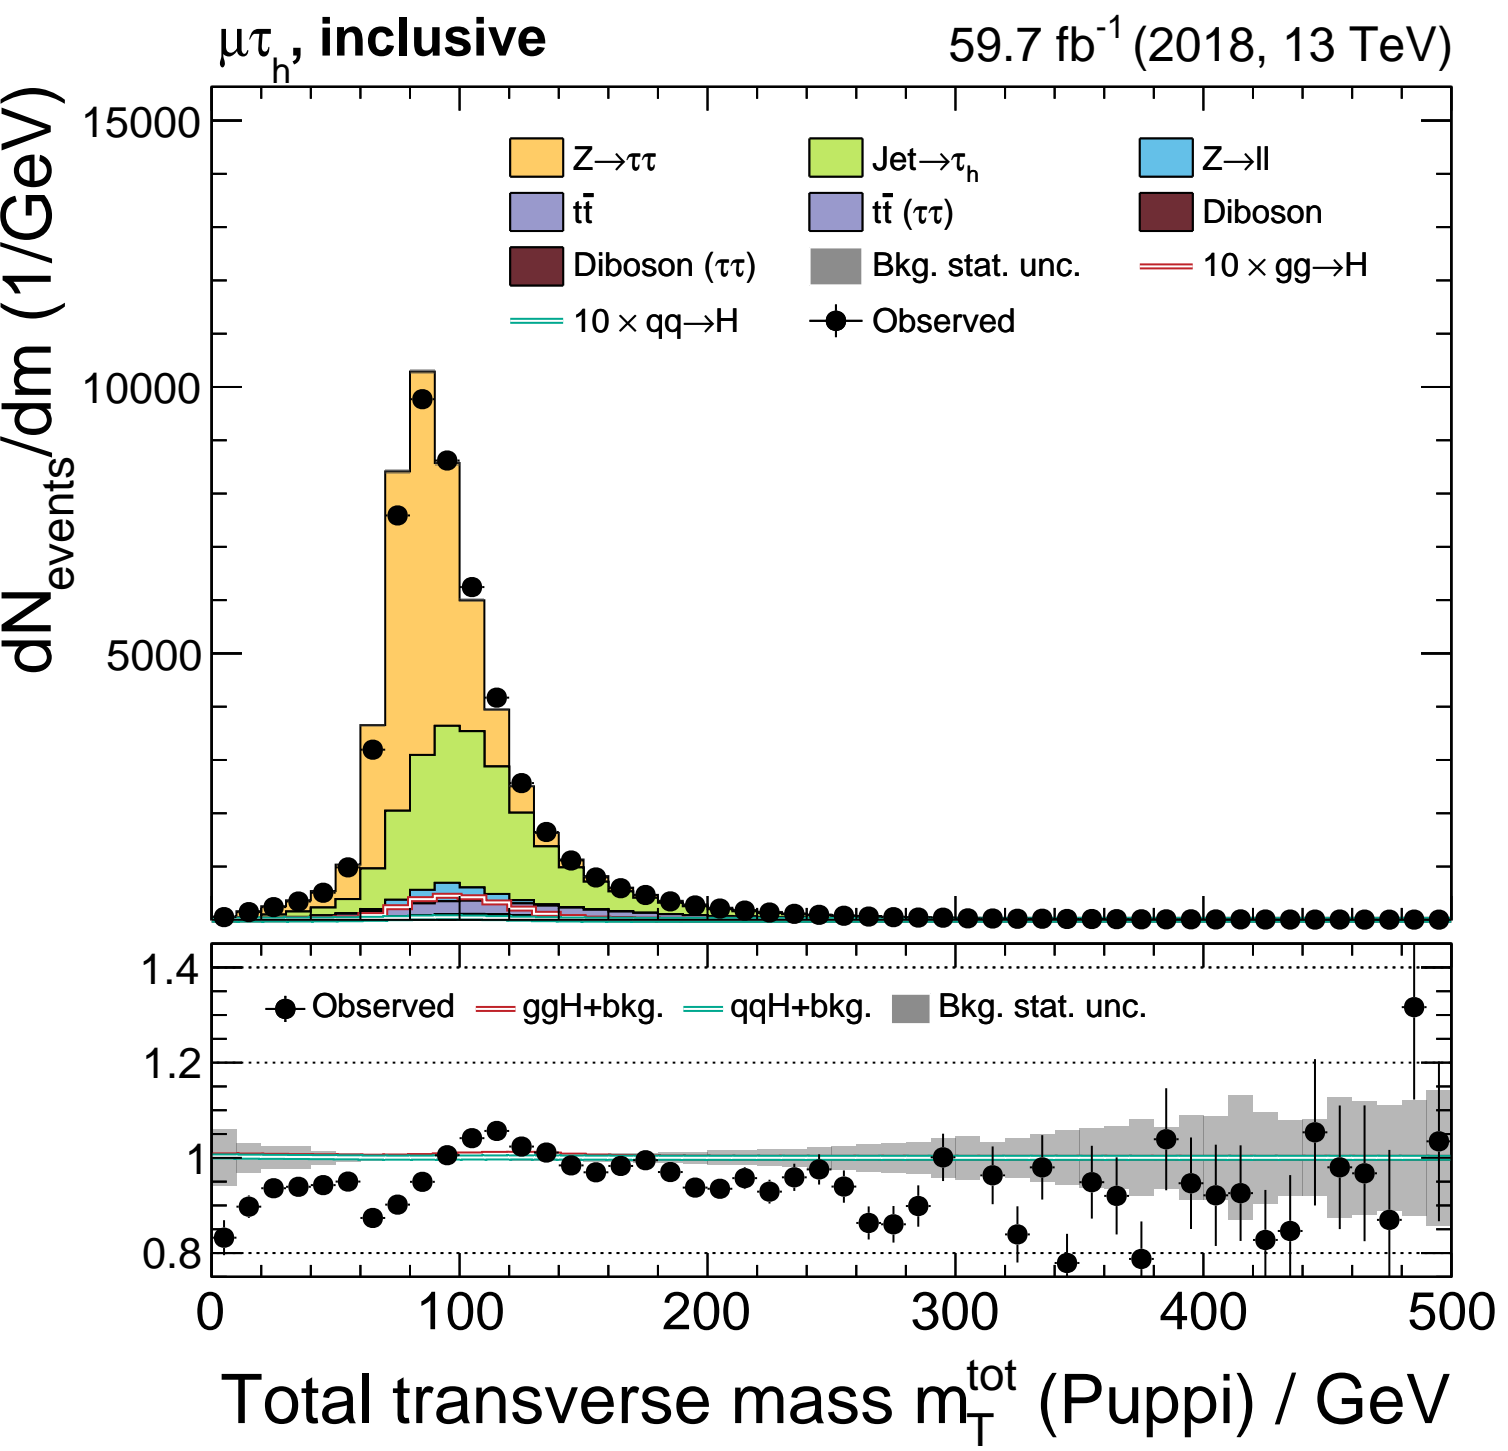 μτh, inclusive 59.7 fb-1 (2018, 13 TeV)
dNevents/dm (1/GeV)
15000
10000
5000
Z→ττ Jet→τh Z→ll
tt̄ tt̄ (ττ) Diboson
Diboson (ττ) Bkg. stat. unc. 10 × gg→H
10 × qq→H Observed
1.4
1.2
1
0.8
Observed ggH+bkg. qqH+bkg. Bkg. stat. unc.
0 100 200 300 400 500
Total transverse mass mTtot (Puppi) / GeV